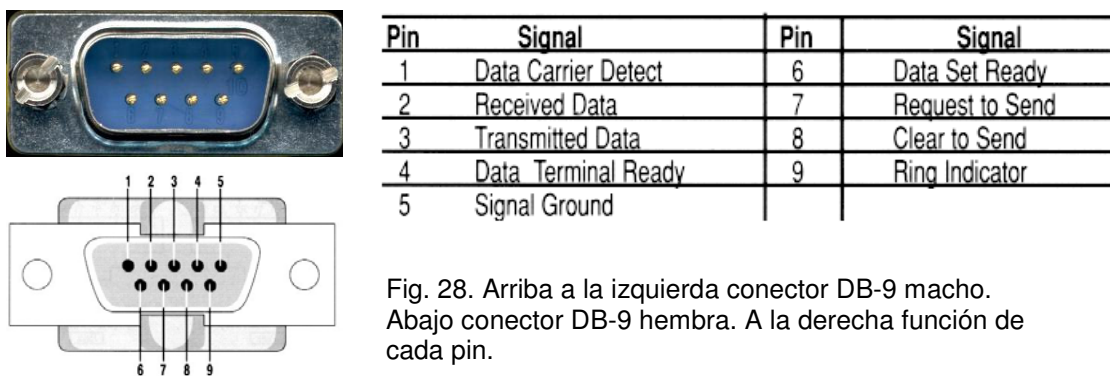 Pin Signal Pin Signal
1 Data Carrier Detect 6 Data Set Ready
2 Received Data 7 Request to Send
3 Transmitted Data 8 Clear to Send
4 Data Terminal Ready 9 Ring Indicator
5 Signal Ground
1 2 3 4 5
6 7 8 9
Fig. 28. Arriba a la izquierda conector DB-9 macho.
Abajo conector DB-9 hembra. A la derecha función de
cada pin.